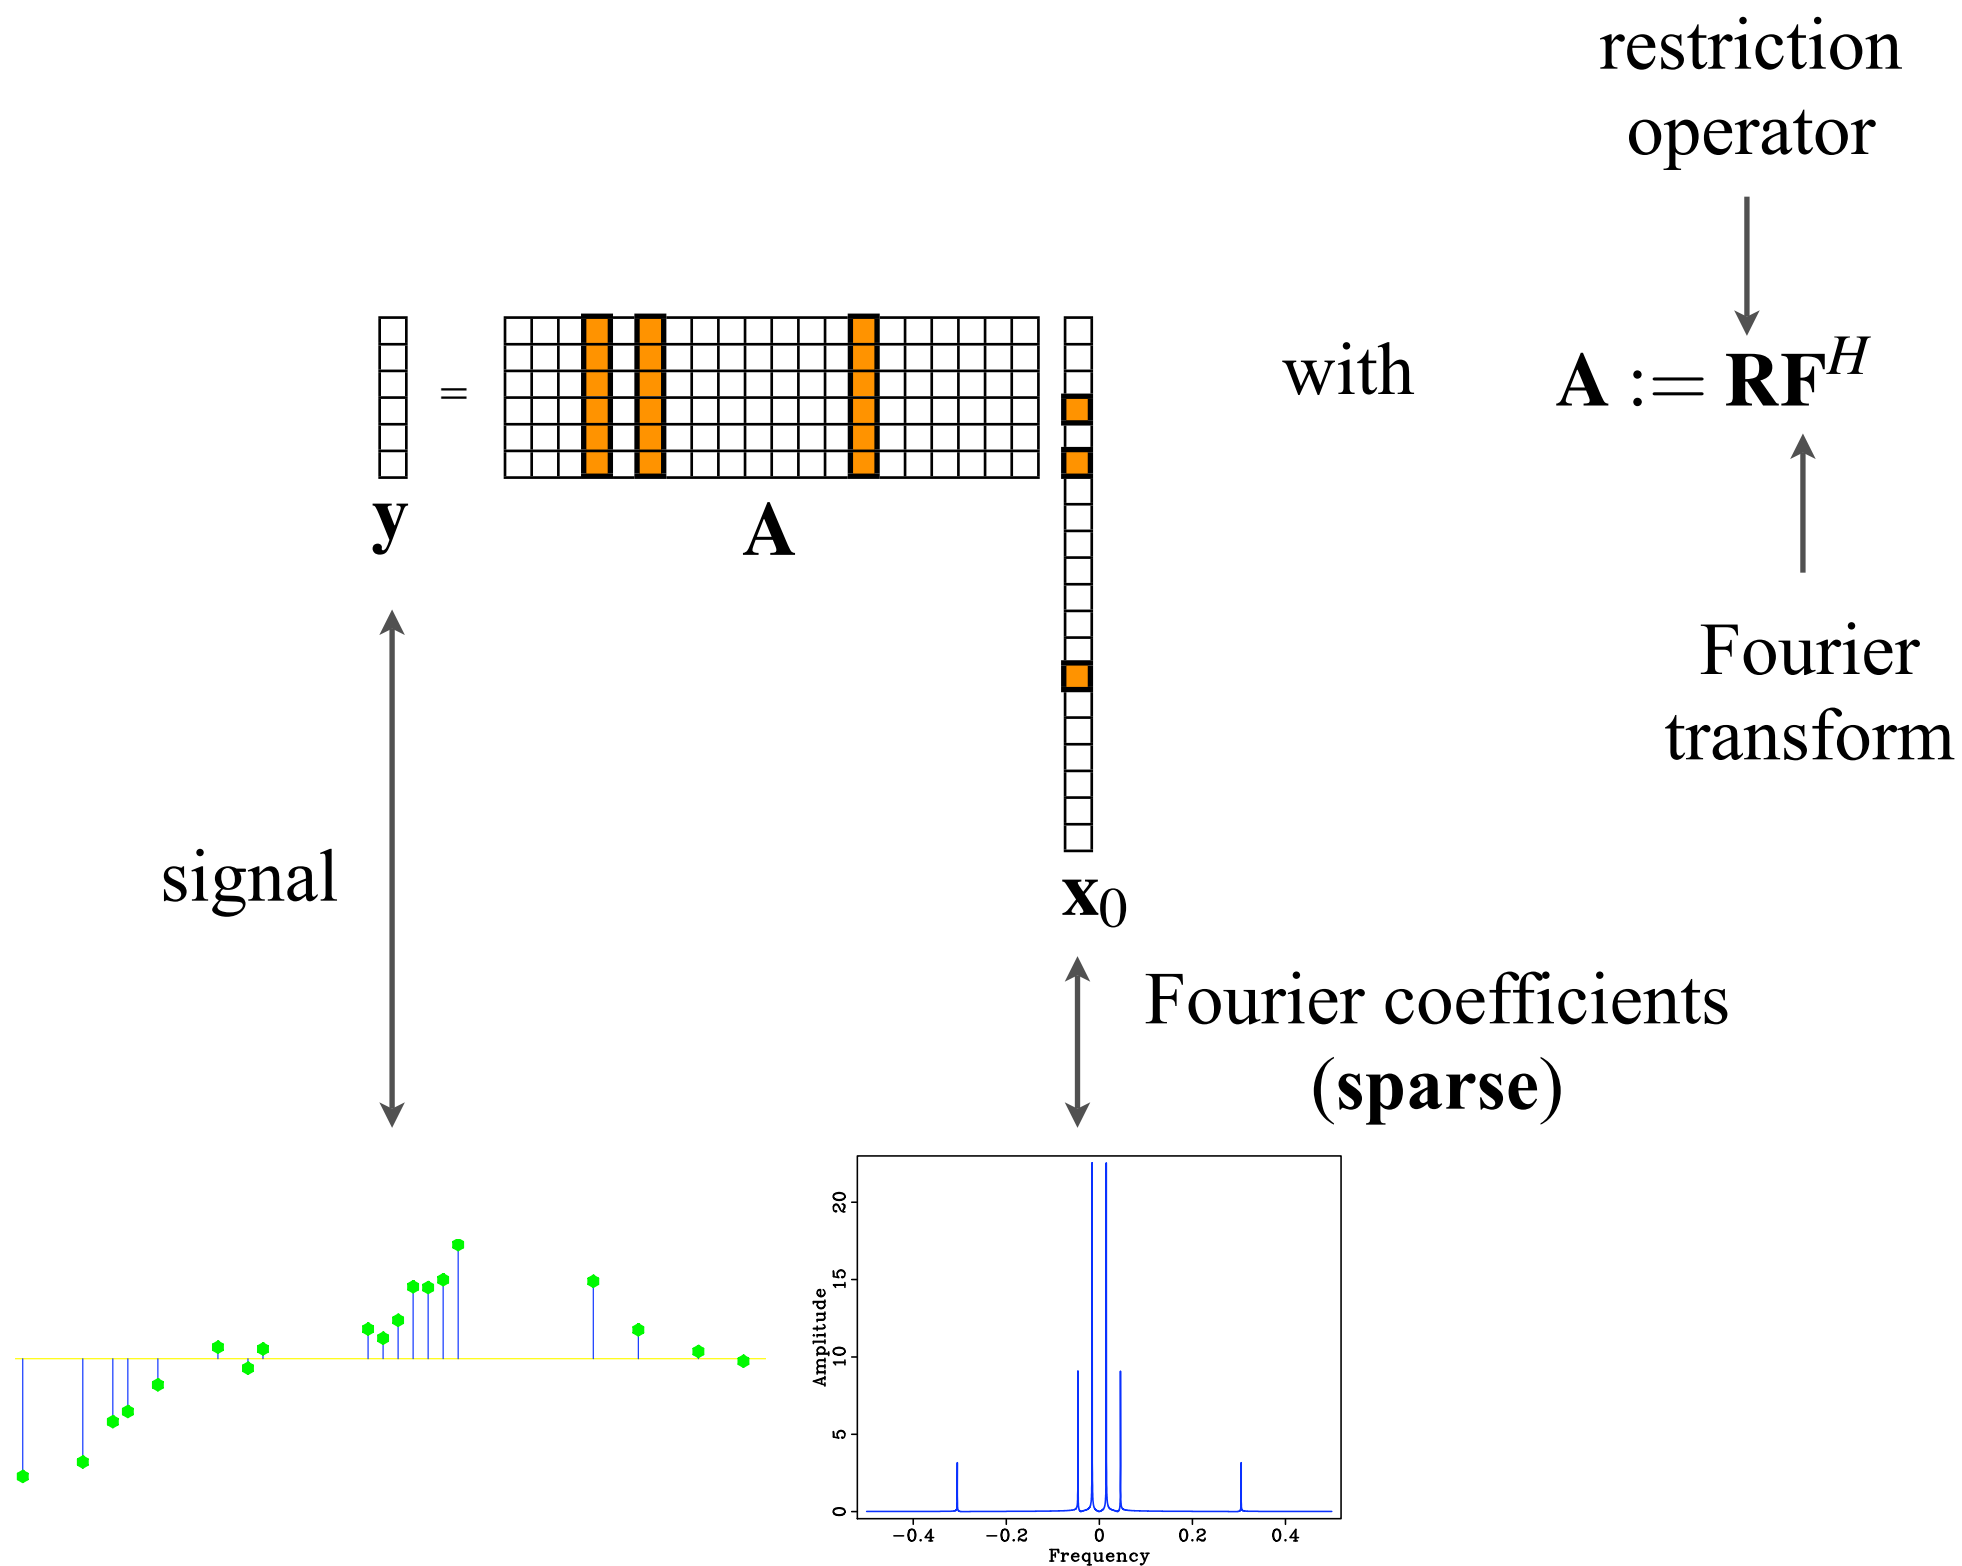 restriction
operator
=
with
A := RF^H
y
A
Fourier
transform
signal
x_0
Fourier coefficients
(sparse)
Amplitude
20
15
10
5
0
−0.4 −0.2 0 0.2 0.4
Frequency